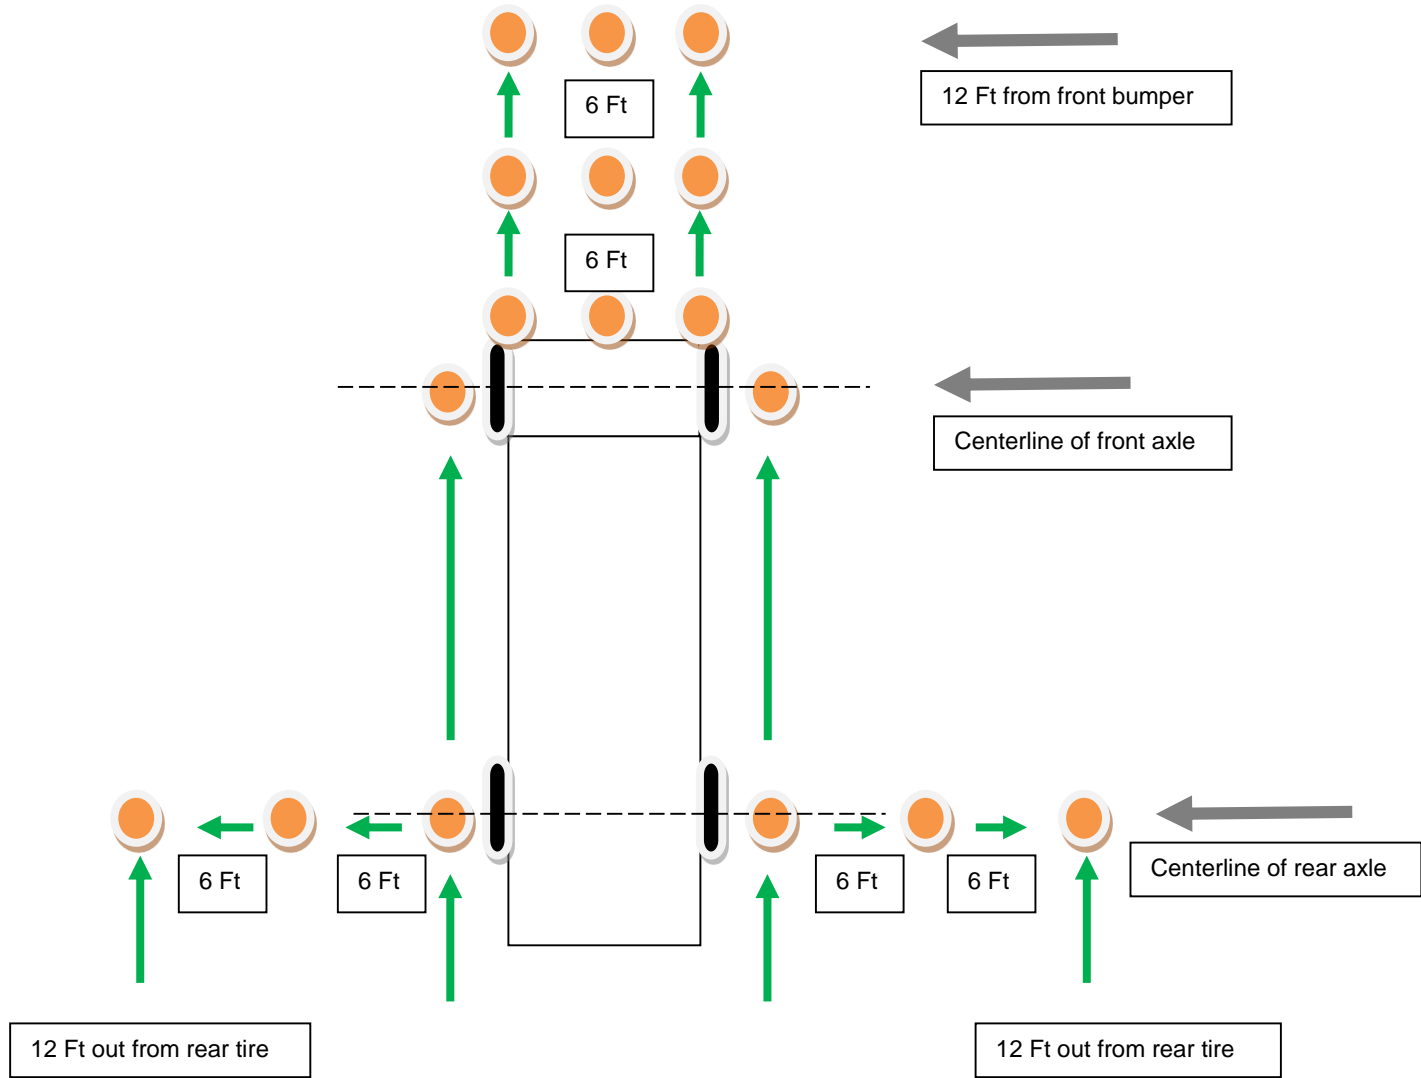 12 Ft from front bumper
6 Ft
6 Ft
Centerline of front axle
6 Ft
6 Ft
6 Ft
6 Ft
Centerline of rear axle
12 Ft out from rear tire
12 Ft out from rear tire